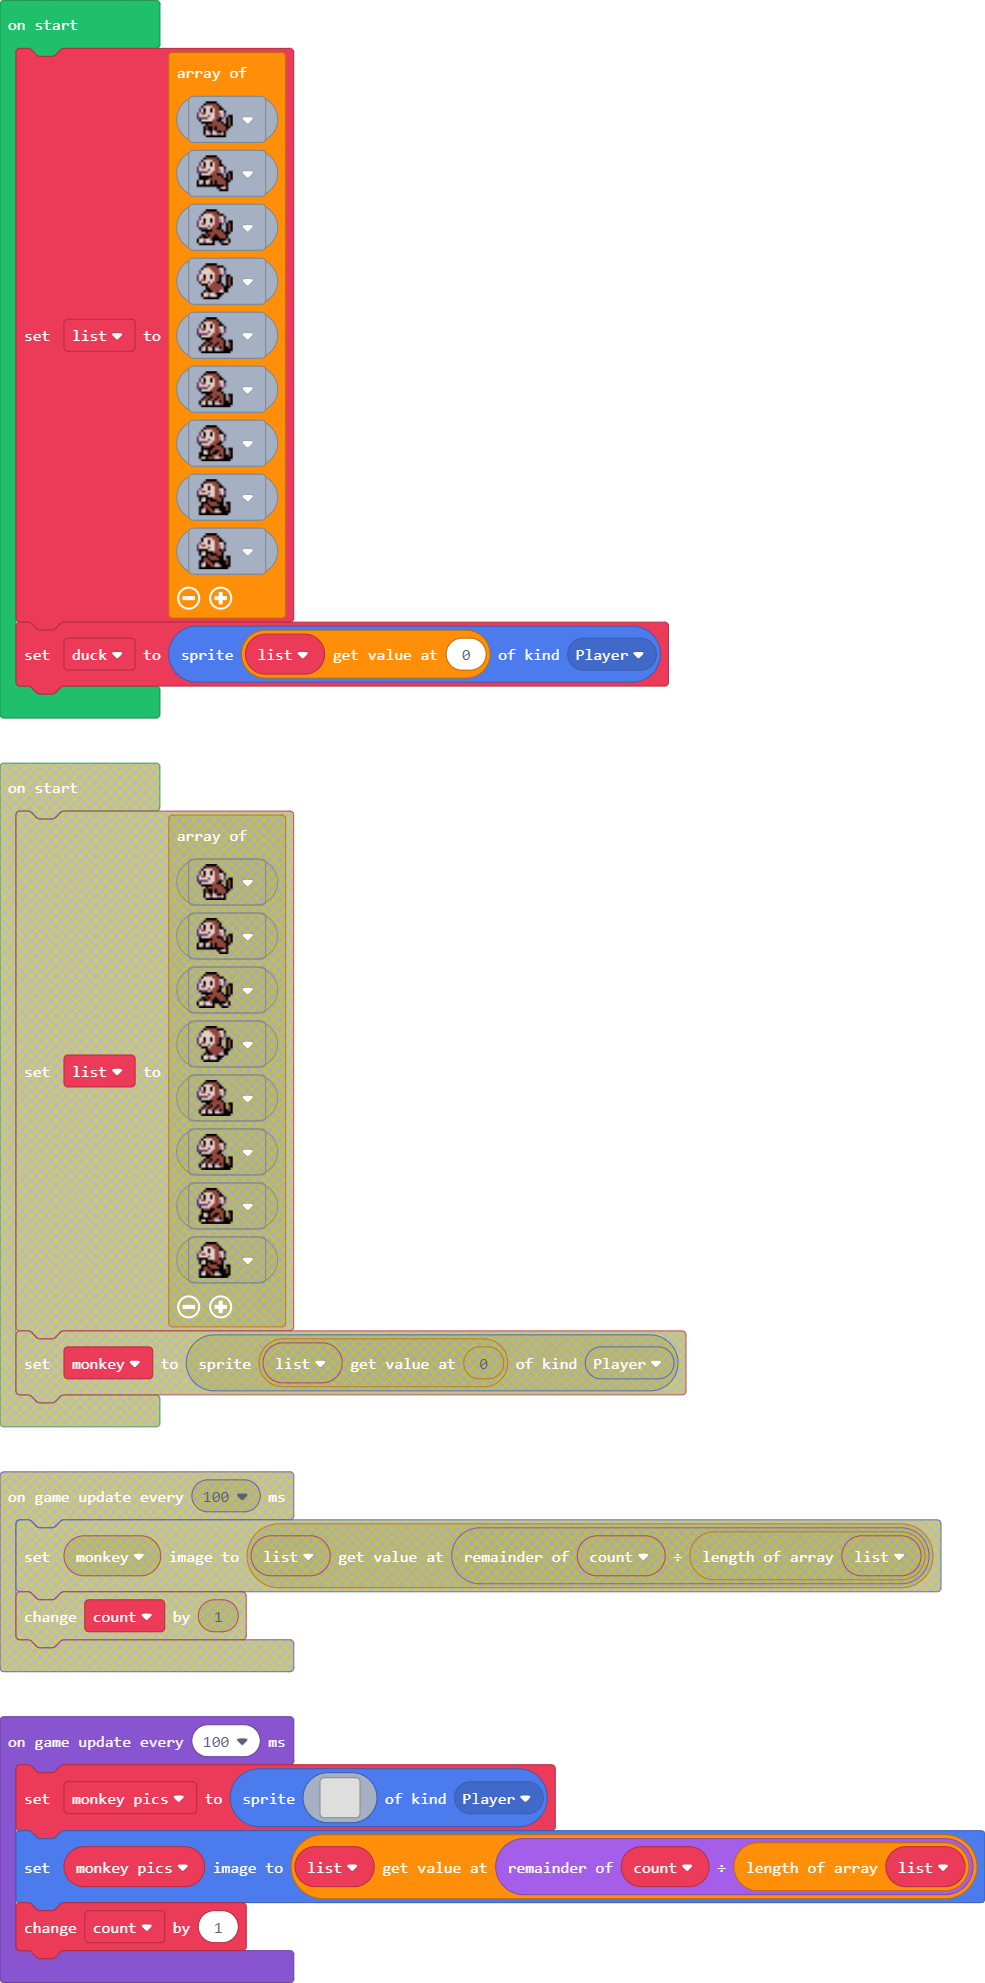 on start
array of
set list to
set duck to sprite list get value at 0 of kind Player
on start
array of
set list to
set monkey to sprite list get value at 0 of kind Player
on game update every 100 ms
set monkey image to list get value at remainder of count ÷ length of array list
change count by 1
on game update every 100 ms
set monkey pics to sprite of kind Player
set monkey pics image to list get value at remainder of count ÷ length of array list
change count by 1